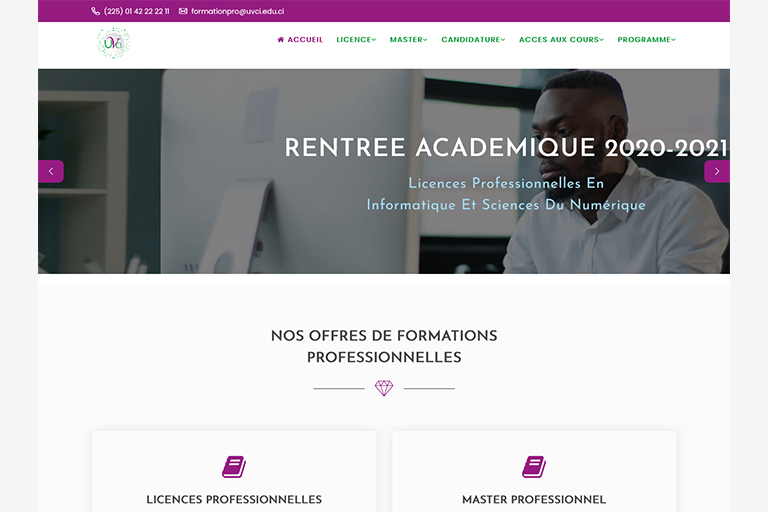 (225) 01 42 22 22 11 formationpro@uvci.edu.ci
UVCI
ACCUEIL LICENCE MASTER CANDIDATURE ACCES AUX COURS PROGRAMME
RENTREE ACADEMIQUE 2020-2021
Licences Professionnelles En
Informatique Et Sciences Du Numérique
NOS OFFRES DE FORMATIONS
PROFESSIONNELLES
LICENCES PROFESSIONNELLES MASTER PROFESSIONNEL